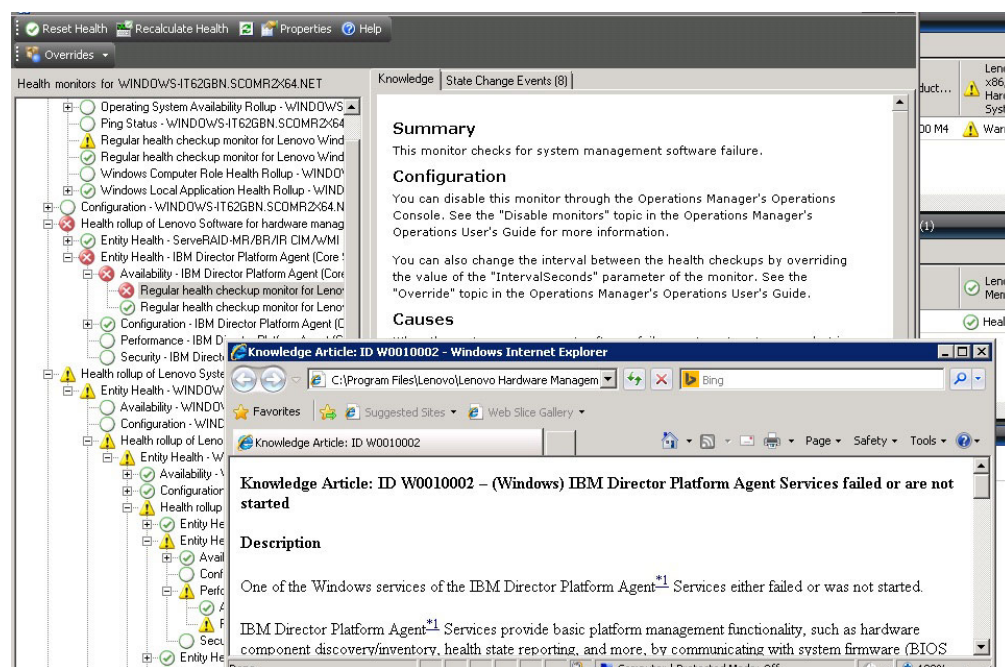 Reset Health Recalculate Health Properties Help
Overrides
Health monitors for WINDOWS-IT62GBN.SCOMR2X64.NET
Operating System Availability Rollup - WINDOWS
Ping Status - WINDOWS-IT62GBN.SCOMR2X64
Regular health checkup monitor for Lenovo Wind
Regular health checkup monitor for Lenovo Wind
Windows Computer Role Health Rollup - WINDO
Windows Local Application Health Rollup - WIND
Configuration - WINDOWS-IT62GBN.SCOMR2X64.N
Health rollup of Lenovo Software for hardware manag
Entity Health - ServeRAID-MR/BR/IR CIM/WMI
Entity Health - IBM Director Platform Agent (Core
Availability - IBM Director Platform Agent (Core
Regular health checkup monitor for Leno
Regular health checkup monitor for Leno
Configuration - IBM Director Platform Agent (C
Performance - IBM Director Platform Agent
Security - IBM Direct
Health rollup of Lenovo Syste
Entity Health - WINDOW
Availability - WINDO
Configuration - WIND
Health rollup of Leno
Entity Health - W
Availability -
Configuration
Health rollup
Entity He
Entity He
Avail
Conf
Perfo
Secu
Entity He
Knowledge State Change Events (8)
Summary
This monitor checks for system management software failure.
Configuration
You can disable this monitor through the Operations Manager's Operations
Console. See the "Disable monitors" topic in the Operations Manager's
Operations User's Guide for more information.
You can also change the interval between the health checkups by overriding
the value of the "IntervalSeconds" parameter of the monitor. See the
"Override" topic in the Operations Manager's Operations User's Guide.
Causes
duct...
Leno
x86,
Hard
Syst
00 M4 Warn
(1)
Leno
Men
Heal
Knowledge Article: ID W0010002 - Windows Internet Explorer
C:\Program Files\Lenovo\Lenovo Hardware Managem Bing
Favorites Suggested Sites Web Slice Gallery
Knowledge Article: ID W0010002 Page Safety Tools
Knowledge Article: ID W0010002 – (Windows) IBM Director Platform Agent Services failed or are not
started
Description
One of the Windows services of the IBM Director Platform Agent*1 Services either failed or was not started.
IBM Director Platform Agent*1 Services provide basic platform management functionality, such as hardware
component discovery/inventory, health state reporting, and more, by communicating with system firmware (BIOS